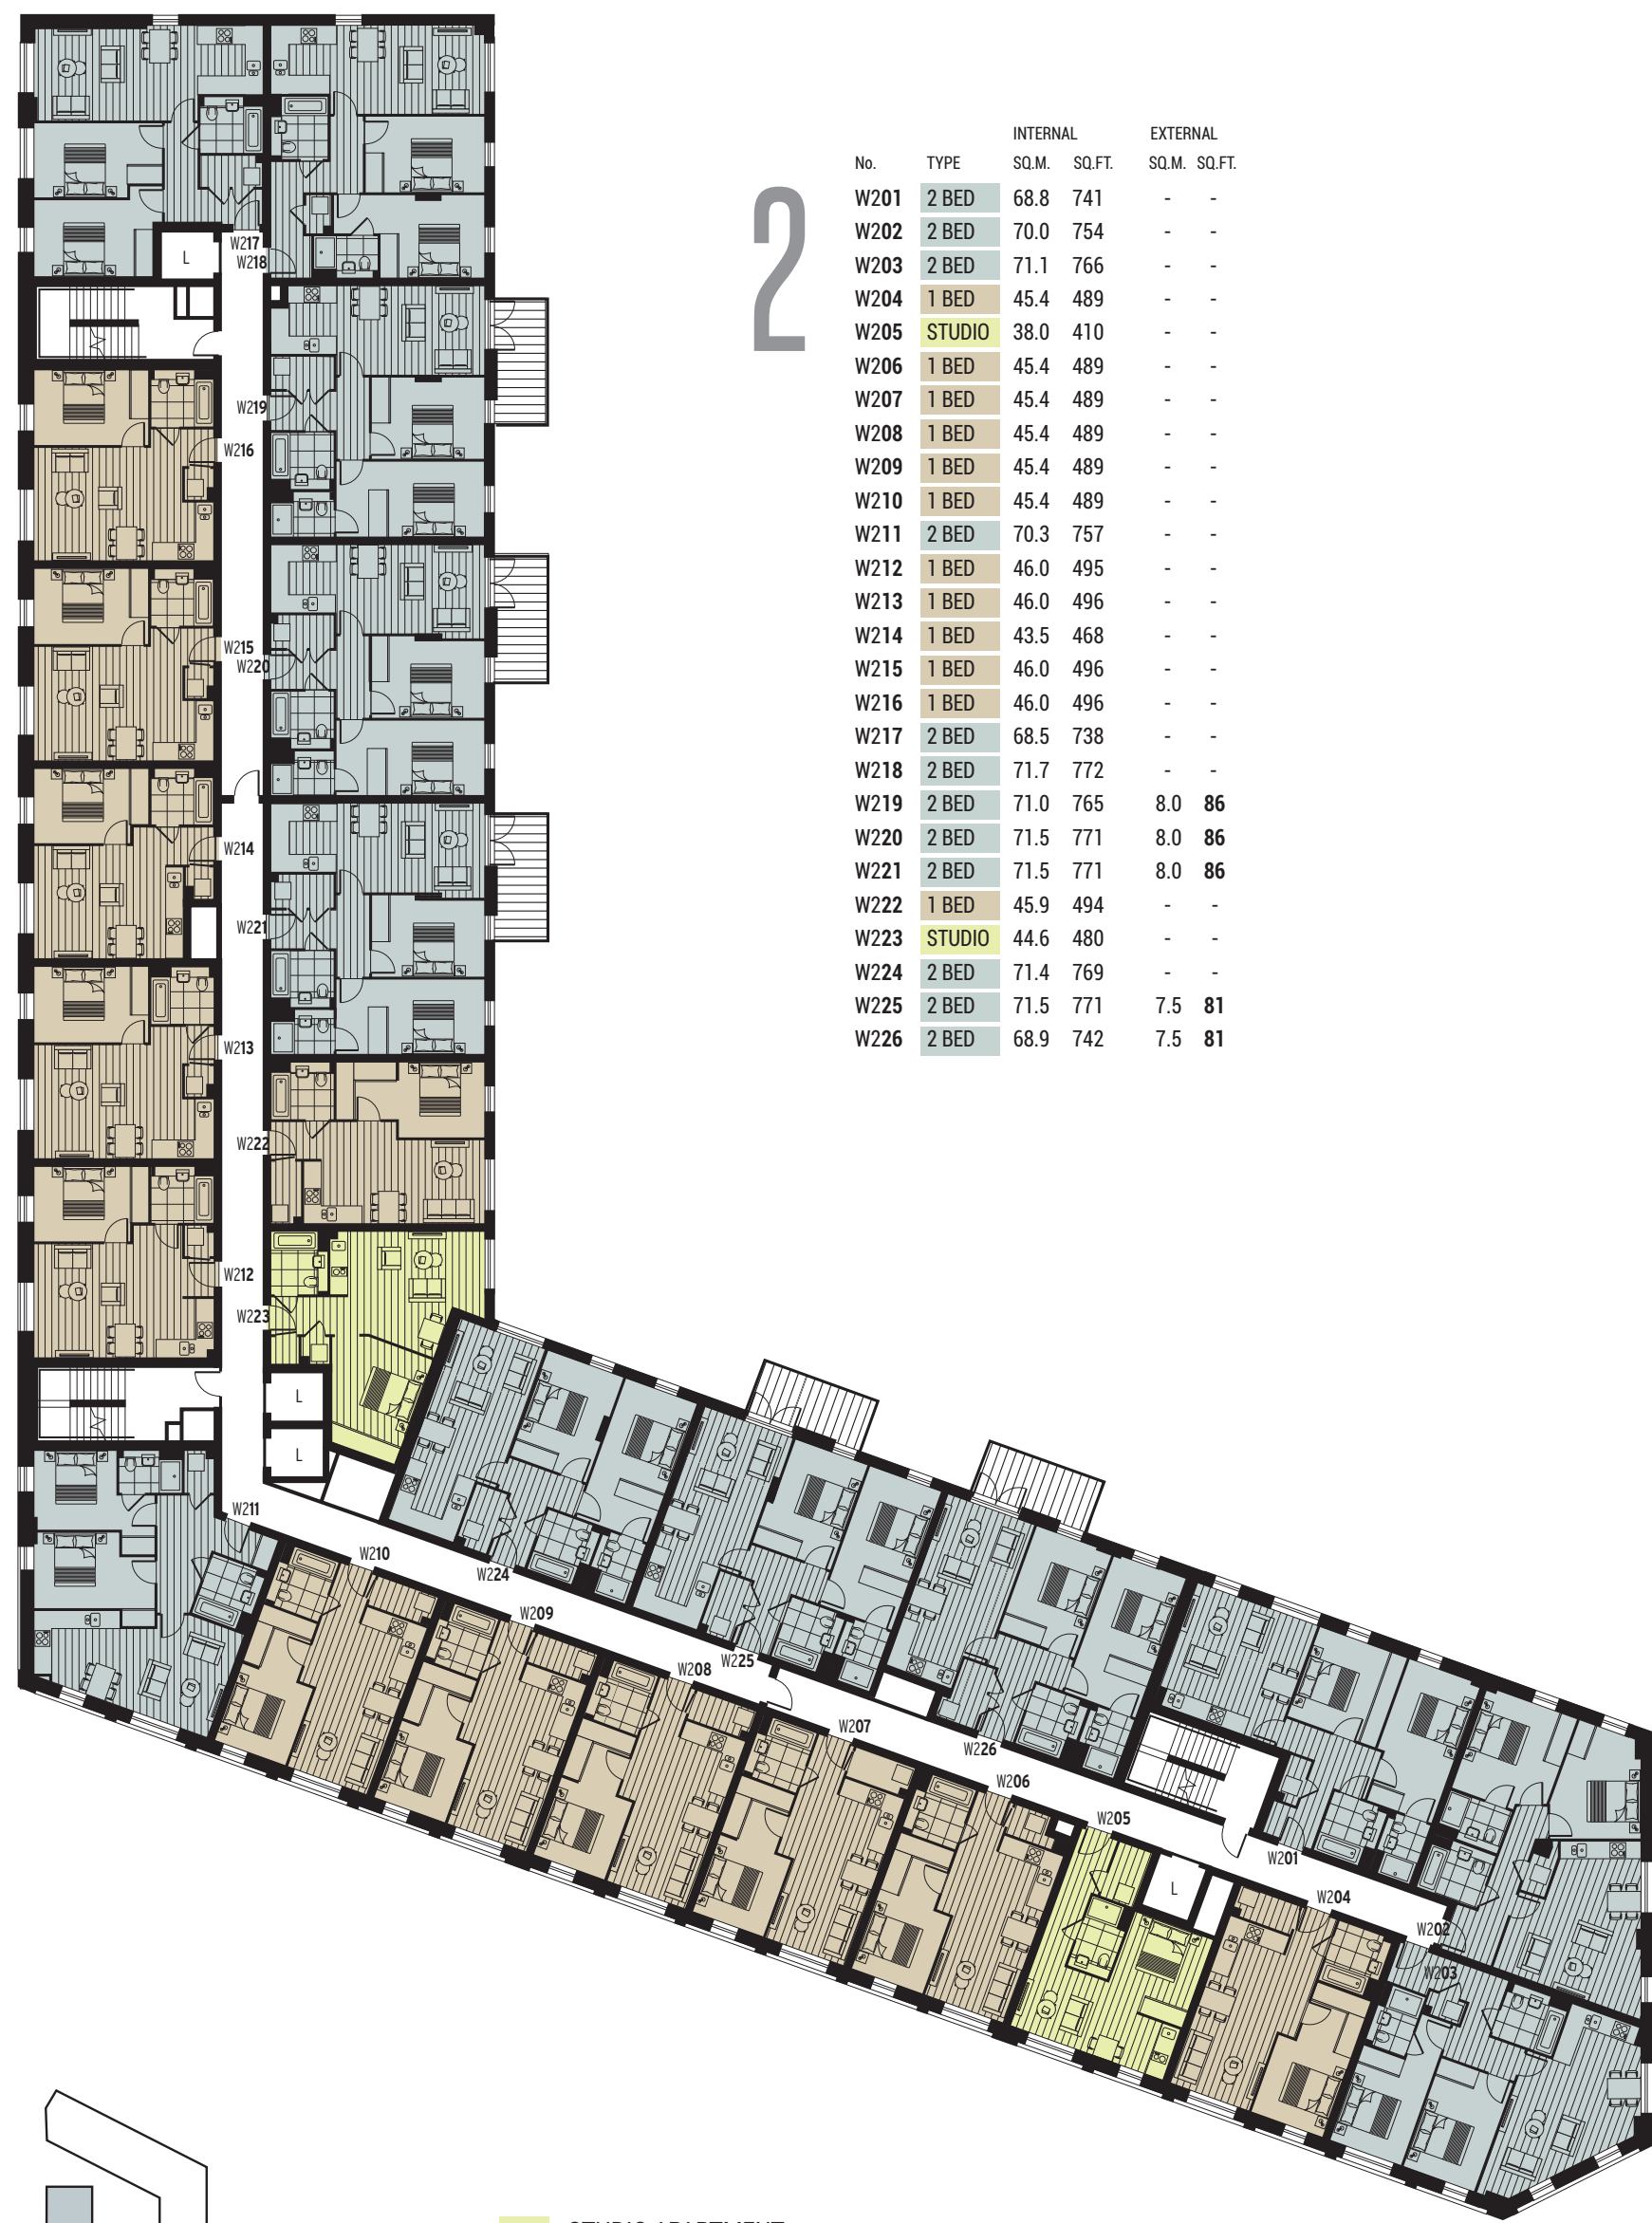 INTERNAL EXTERNAL
No. TYPE SQ.M. SQ.FT. SQ.M. SQ.FT.
2
W201 2 BED 68.8 741 - -
W202 2 BED 70.0 754 - -
W203 2 BED 71.1 766 - -
W204 1 BED 45.4 489 - -
W205 STUDIO 38.0 410 - -
W206 1 BED 45.4 489 - -
W207 1 BED 45.4 489 - -
W208 1 BED 45.4 489 - -
W209 1 BED 45.4 489 - -
W210 1 BED 45.4 489 - -
W211 2 BED 70.3 757 - -
W212 1 BED 46.0 495 - -
W213 1 BED 46.0 496 - -
W214 1 BED 43.5 468 - -
W215 1 BED 46.0 496 - -
W216 1 BED 46.0 496 - -
W217 2 BED 68.5 738 - -
W218 2 BED 71.7 772 - -
W219 2 BED 71.0 765 8.0 86
W220 2 BED 71.5 771 8.0 86
W221 2 BED 71.5 771 8.0 86
W222 1 BED 45.9 494 - -
W223 STUDIO 44.6 480 - -
W224 2 BED 71.4 769 - -
W225 2 BED 71.5 771 7.5 81
W226 2 BED 68.9 742 7.5 81
W217
L
W218
W219
W216
W215
W220
W214
W221
W213
W222
W212
W223
L
L
W211
W210
W224
W209
W225
W208
W207
W226
W206
W205
W201
L
W204
W202
W203
STUDIO APARTMENT